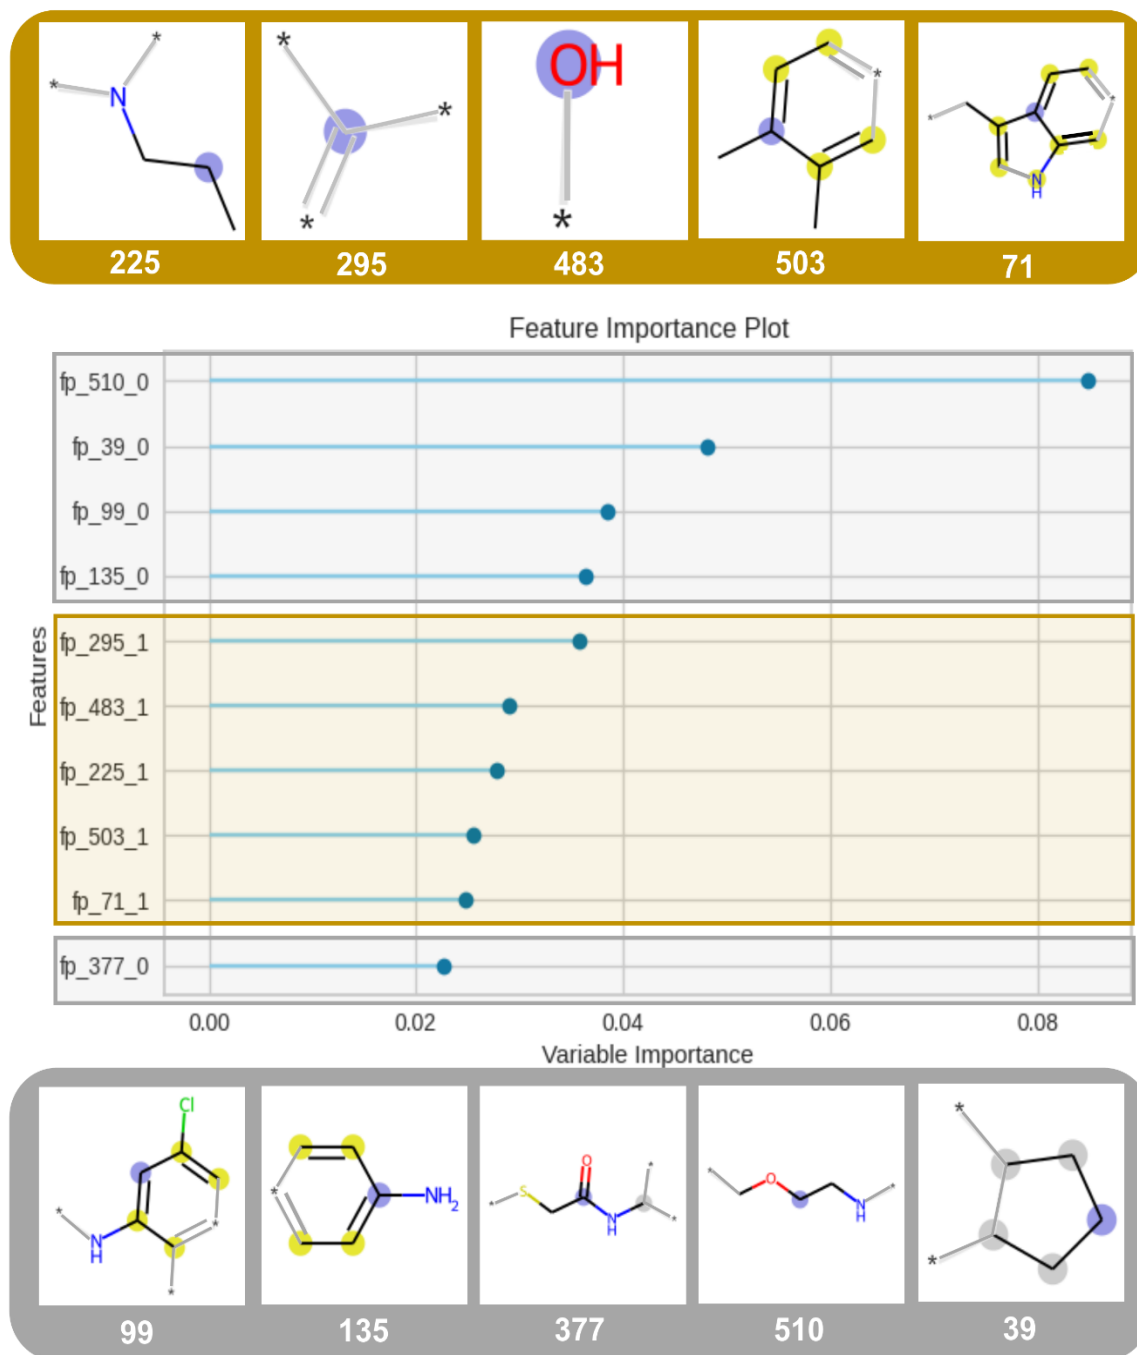 * * N
* * *
OH *
*
* * N H
225 295 483 503 71
Feature Importance Plot
Features
fp_510_0
fp_39_0
fp_99_0
fp_135_0
fp_295_1
fp_483_1
fp_225_1
fp_503_1
fp_71_1
fp_377_0
0.00 0.02 0.04 0.06 0.08
Variable Importance
Cl * N H * *
* NH2
* S O N H * *
* O N H *
* *
99 135 377 510 39